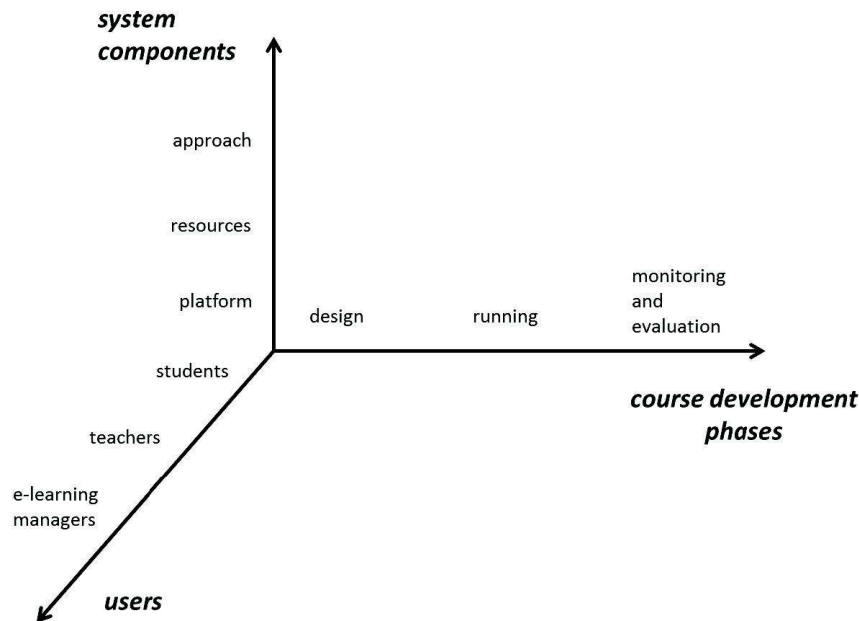 system
components
approach
resources
platform
design
running
monitoring
and
evaluation
students
teachers
e-learning
managers
course development
phases
users